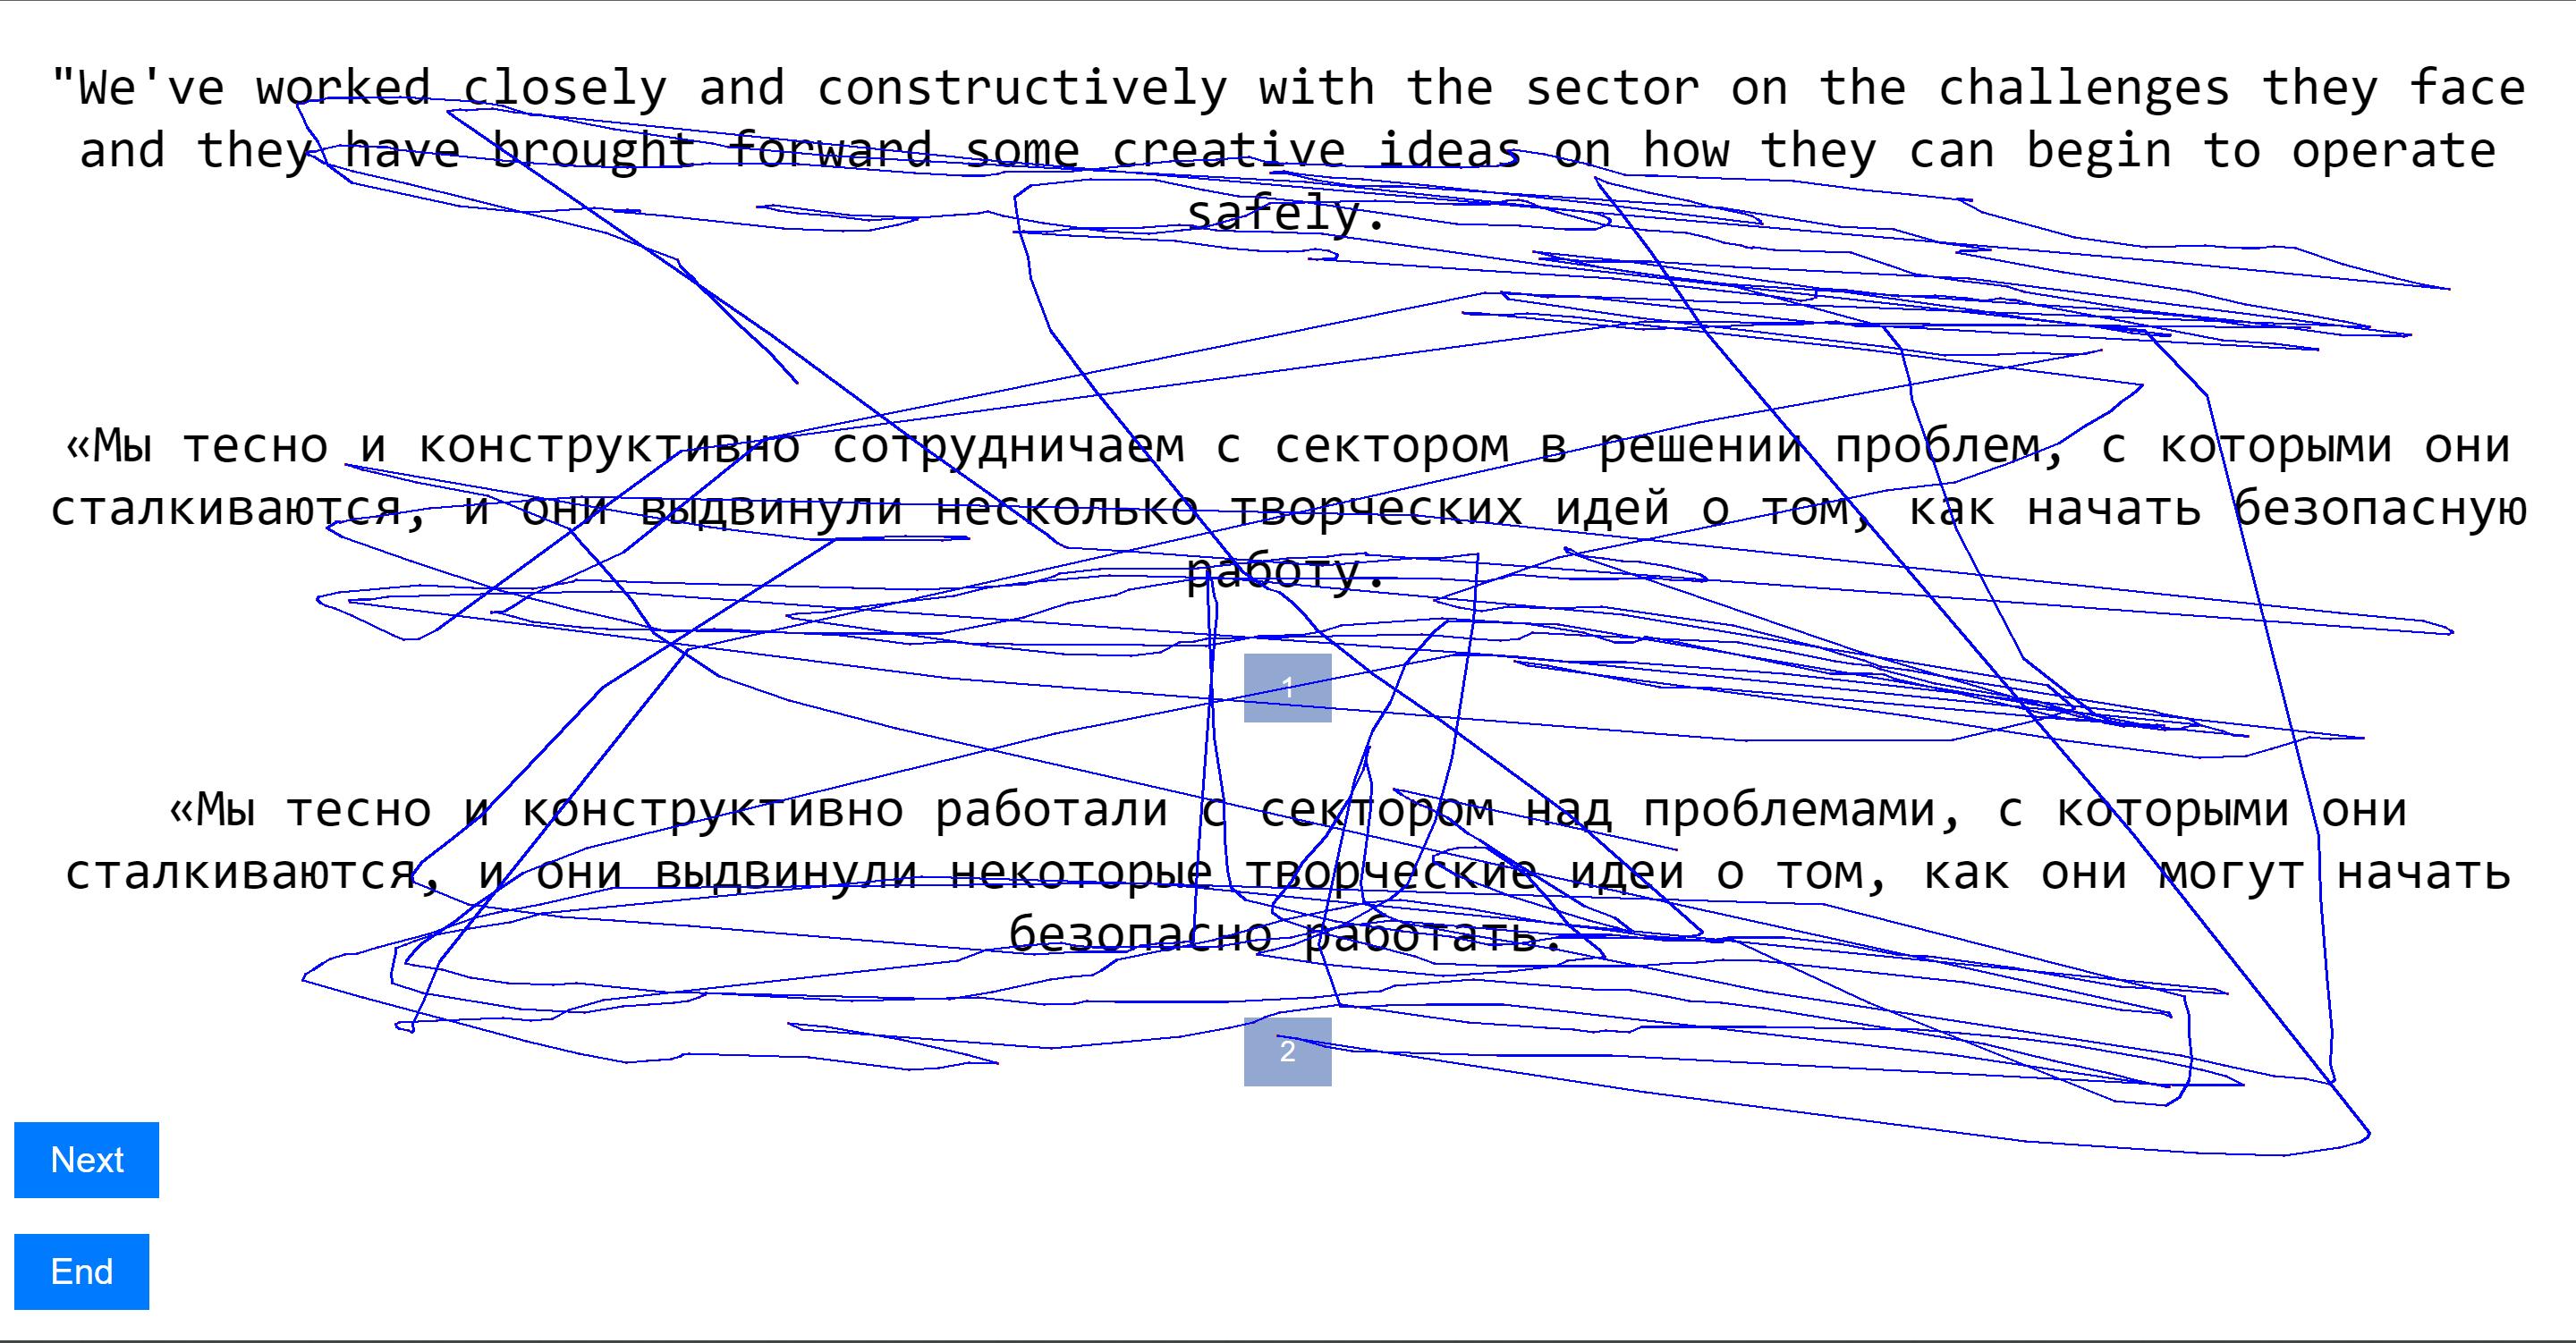 "We've worked closely and constructively with the sector on the challenges they face
and they have brought forward some creative ideas on how they can begin to operate
safely.
«Мы тесно и конструктивно сотрудничаем с сектором в решении проблем, с которыми они
сталкиваются, и они выдвинули несколько творческих идей о том, как начать безопасную
работу.
1
«Мы тесно и конструктивно работали с сектором над проблемами, с которыми они
сталкиваются, и они выдвинули некоторые творческие идеи о том, как они могут начать
безопасно работать.
2
Next
End